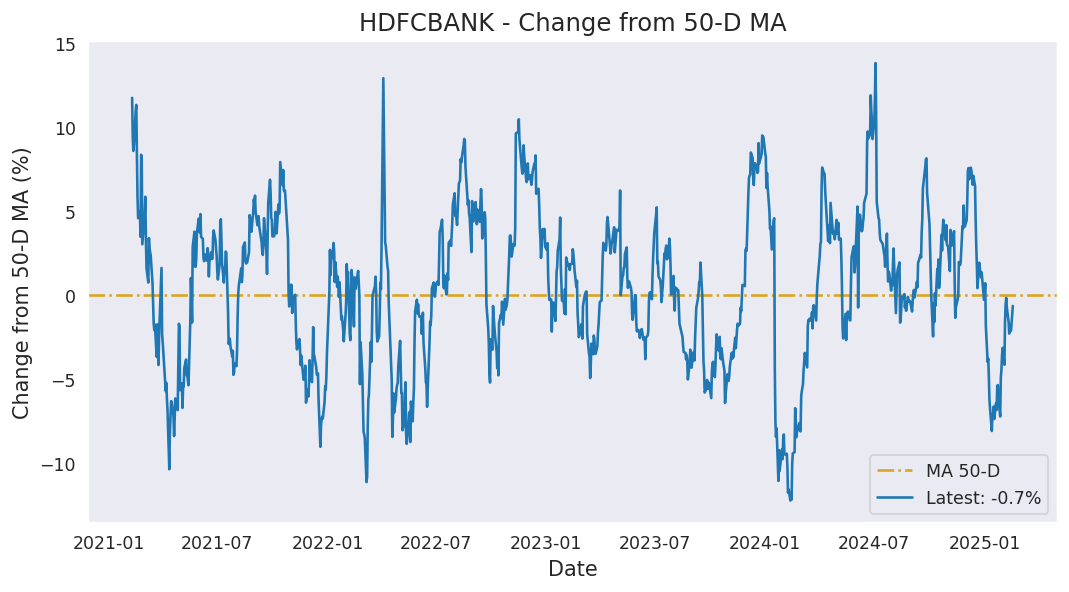 HDFCBANK - Change from 50-D MA
Change from 50-D MA (%)
15
10
5
0
−5
−10
MA 50-D
Latest: -0.7%
2021-01 2021-07 2022-01 2022-07 2023-01 2023-07 2024-01 2024-07 2025-01
Date